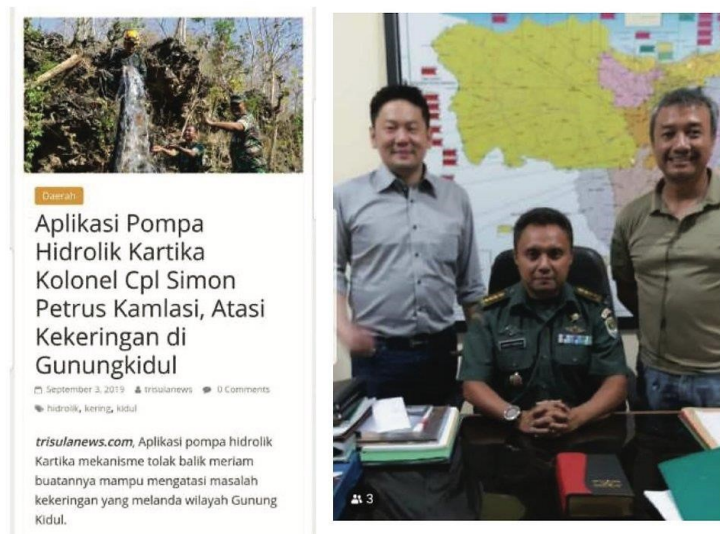 Daerah
Aplikasi Pompa
Hidrolik Kartika
Kolonel Cpl Simon
Petrus Kamlasi, Atasi
Kekeringan di
Gunungkidul
September 3, 2019 trisulanews 0 Comments
hidrolik, kering, kidul
trisulanews.com, Aplikasi pompa hidrolik
Kartika mekanisme tolak balik meriam
buatannya mampu mengatasi masalah
kekeringan yang melanda wilayah Gunung
Kidul.
3